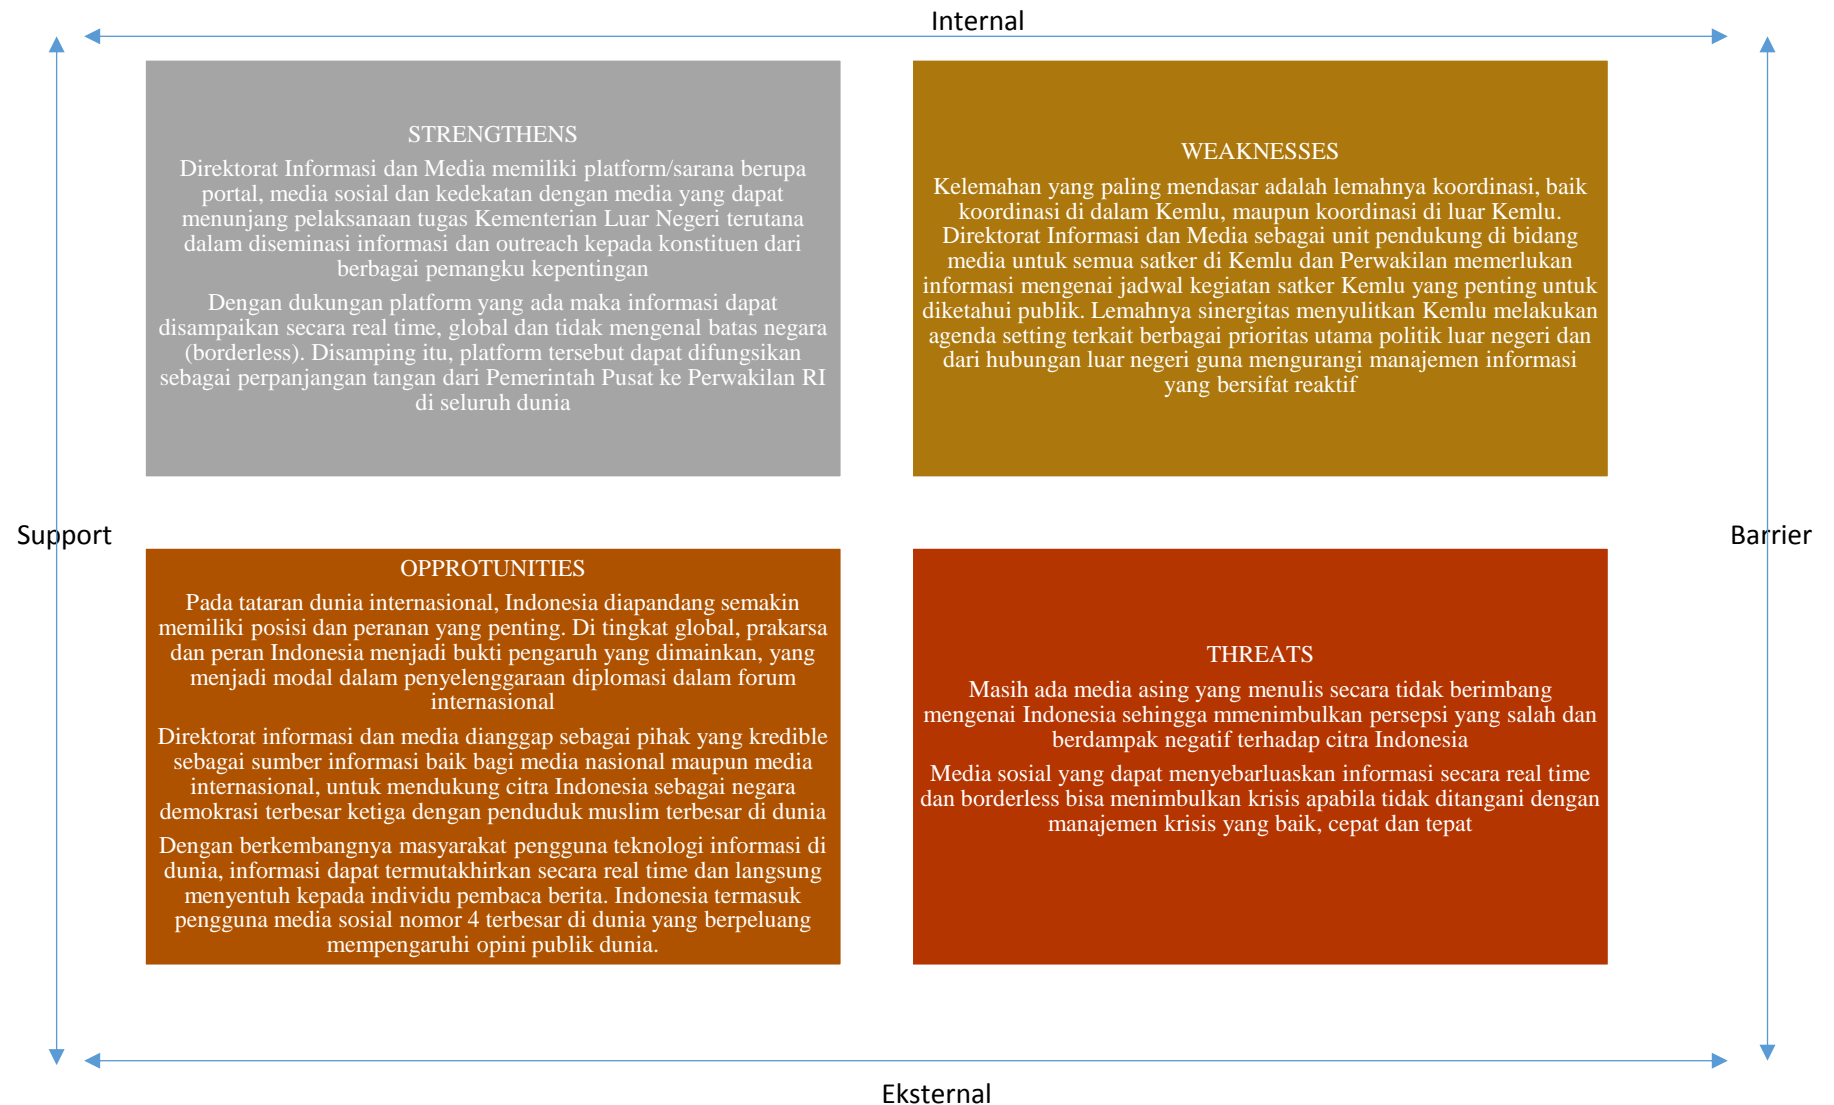 Internal
STRENGTHENS
Direktorat Informasi dan Media memiliki platform/sarana berupa
portal, media sosial dan kedekatan dengan media yang dapat
menunjang pelaksanaan tugas Kementerian Luar Negeri terutana
dalam diseminasi informasi dan outreach kepada konstituen dari
berbagai pemangku kepentingan
Dengan dukungan platform yang ada maka informasi dapat
disampaikan secara real time, global dan tidak mengenal batas negara
(borderless). Disamping itu, platform tersebut dapat difungsikan
sebagai perpanjangan tangan dari Pemerintah Pusat ke Perwakilan RI
di seluruh dunia
WEAKNESSES
Kelemahan yang paling mendasar adalah lemahnya koordinasi, baik
koordinasi di dalam Kemlu, maupun koordinasi di luar Kemlu.
Direktorat Informasi dan Media sebagai unit pendukung di bidang
media untuk semua satker di Kemlu dan Perwakilan memerlukan
informasi mengenai jadwal kegiatan satker Kemlu yang penting untuk
diketahui publik. Lemahnya sinergitas menyulitkan Kemlu melakukan
agenda setting terkait berbagai prioritas utama politik luar negeri dan
dari hubungan luar negeri guna mengurangi manajemen informasi
yang bersifat reaktif
Support
Barrier
OPPROTUNITIES
Pada tataran dunia internasional, Indonesia diapandang semakin
memiliki posisi dan peranan yang penting. Di tingkat global, prakarsa
dan peran Indonesia menjadi bukti pengaruh yang dimainkan, yang
menjadi modal dalam penyelenggaraan diplomasi dalam forum
internasional
Direktorat informasi dan media dianggap sebagai pihak yang kredible
sebagai sumber informasi baik bagi media nasional maupun media
internasional, untuk mendukung citra Indonesia sebagai negara
demokrasi terbesar ketiga dengan penduduk muslim terbesar di dunia
Dengan berkembangnya masyarakat pengguna teknologi informasi di
dunia, informasi dapat termutakhirkan secara real time dan langsung
menyentuh kepada individu pembaca berita. Indonesia termasuk
pengguna media sosial nomor 4 terbesar di dunia yang berpeluang
mempengaruhi opini publik dunia.
THREATS
Masih ada media asing yang menulis secara tidak berimbang
mengenai Indonesia sehingga mmenimbulkan persepsi yang salah dan
berdampak negatif terhadap citra Indonesia
Media sosial yang dapat menyebarluaskan informasi secara real time
dan borderless bisa menimbulkan krisis apabila tidak ditangani dengan
manajemen krisis yang baik, cepat dan tepat
Eksternal